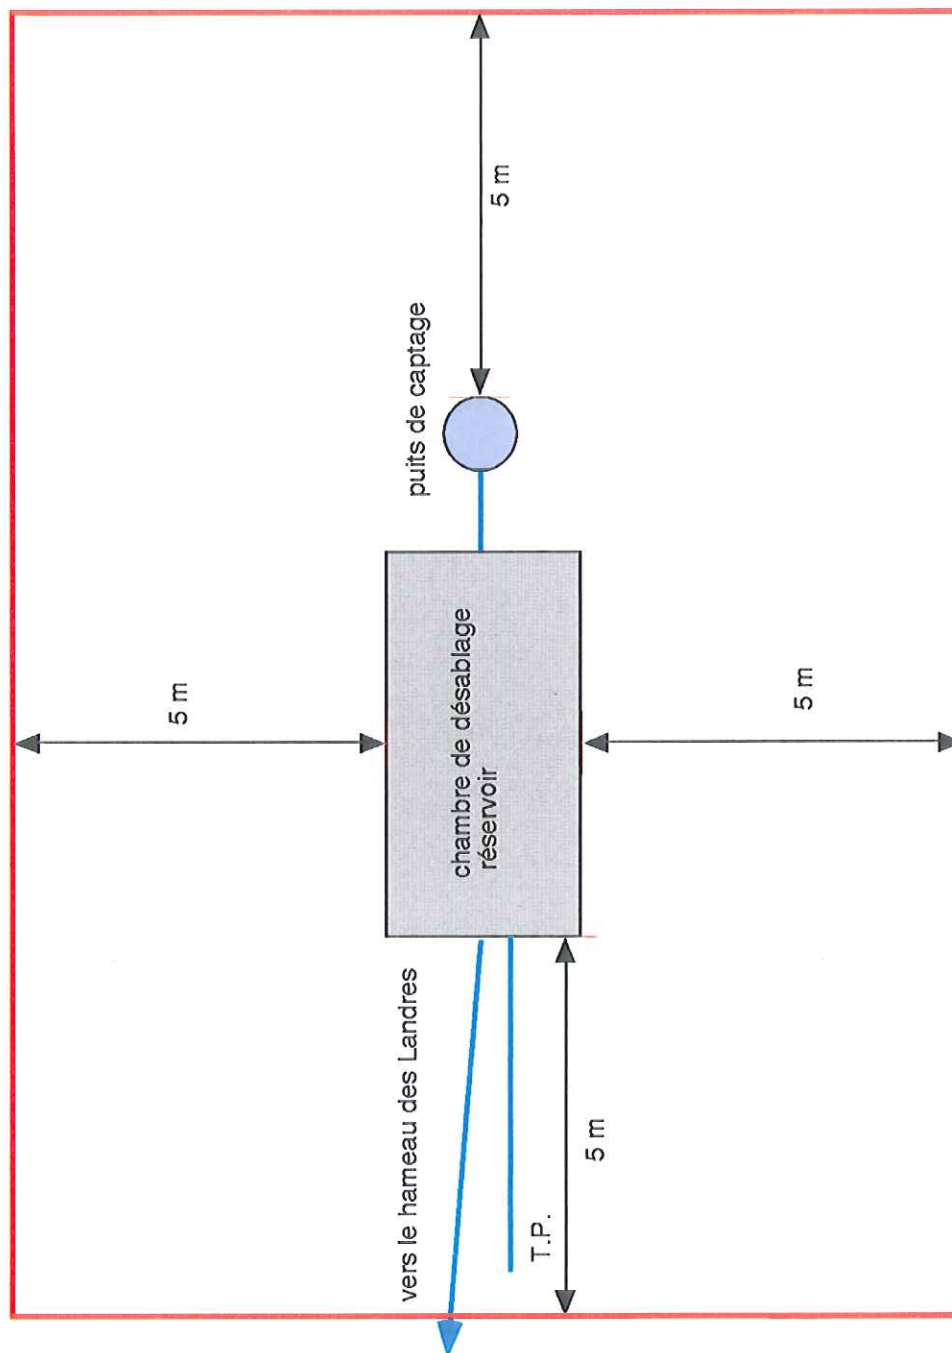 5 m
puits de captage
5 m
chambre de désablage
réservoir
5 m
vers le hameau des Landres
T.P.
5 m